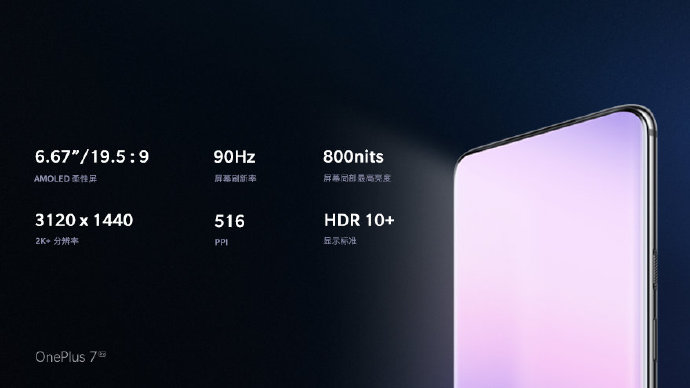 6.67”/19.5 : 9
AMOLED 柔性屏
90Hz
屏幕刷新率
800nits
屏幕局部最高亮度
3120 x 1440
2K+ 分辨率
516
PPI
HDR 10+
显示标准
OnePlus 7